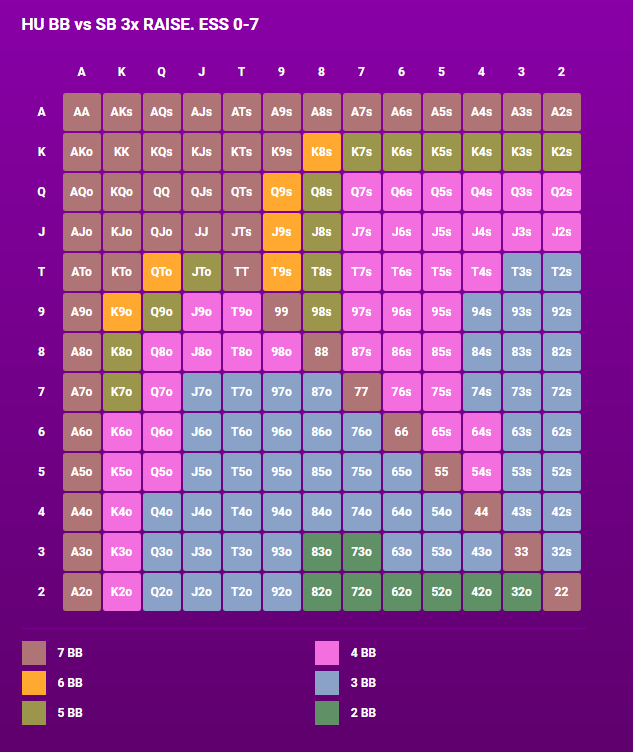 HU BB vs SB 3x RAISE. ESS 0-7
A K Q J T 9 8 7 6 5 4 3 2
A AA AKs AQs AJs ATs A9s A8s A7s A6s A5s A4s A3s A2s
K AKo KK KQs KJs KTs K9s K8s K7s K6s K5s K4s K3s K2s
Q AQo KQo QQ QJs QTs Q9s Q8s Q7s Q6s Q5s Q4s Q3s Q2s
J AJo KJo QJo JJ JTs J9s J8s J7s J6s J5s J4s J3s J2s
T ATo KTo QTo JTo TT T9s T8s T7s T6s T5s T4s T3s T2s
9 A9o K9o Q9o J9o T9o 99 98s 97s 96s 95s 94s 93s 92s
8 A8o K8o Q8o J8o T8o 98o 88 87s 86s 85s 84s 83s 82s
7 A7o K7o Q7o J7o T7o 97o 87o 77 76s 75s 74s 73s 72s
6 A6o K6o Q6o J6o T6o 96o 86o 76o 66 65s 64s 63s 62s
5 A5o K5o Q5o J5o T5o 95o 85o 75o 65o 55 54s 53s 52s
4 A4o K4o Q4o J4o T4o 94o 84o 74o 64o 54o 44 43s 42s
3 A3o K3o Q3o J3o T3o 93o 83o 73o 63o 53o 43o 33 32s
2 A2o K2o Q2o J2o T2o 92o 82o 72o 62o 52o 42o 32o 22
7 BB 4 BB
6 BB 3 BB
5 BB 2 BB